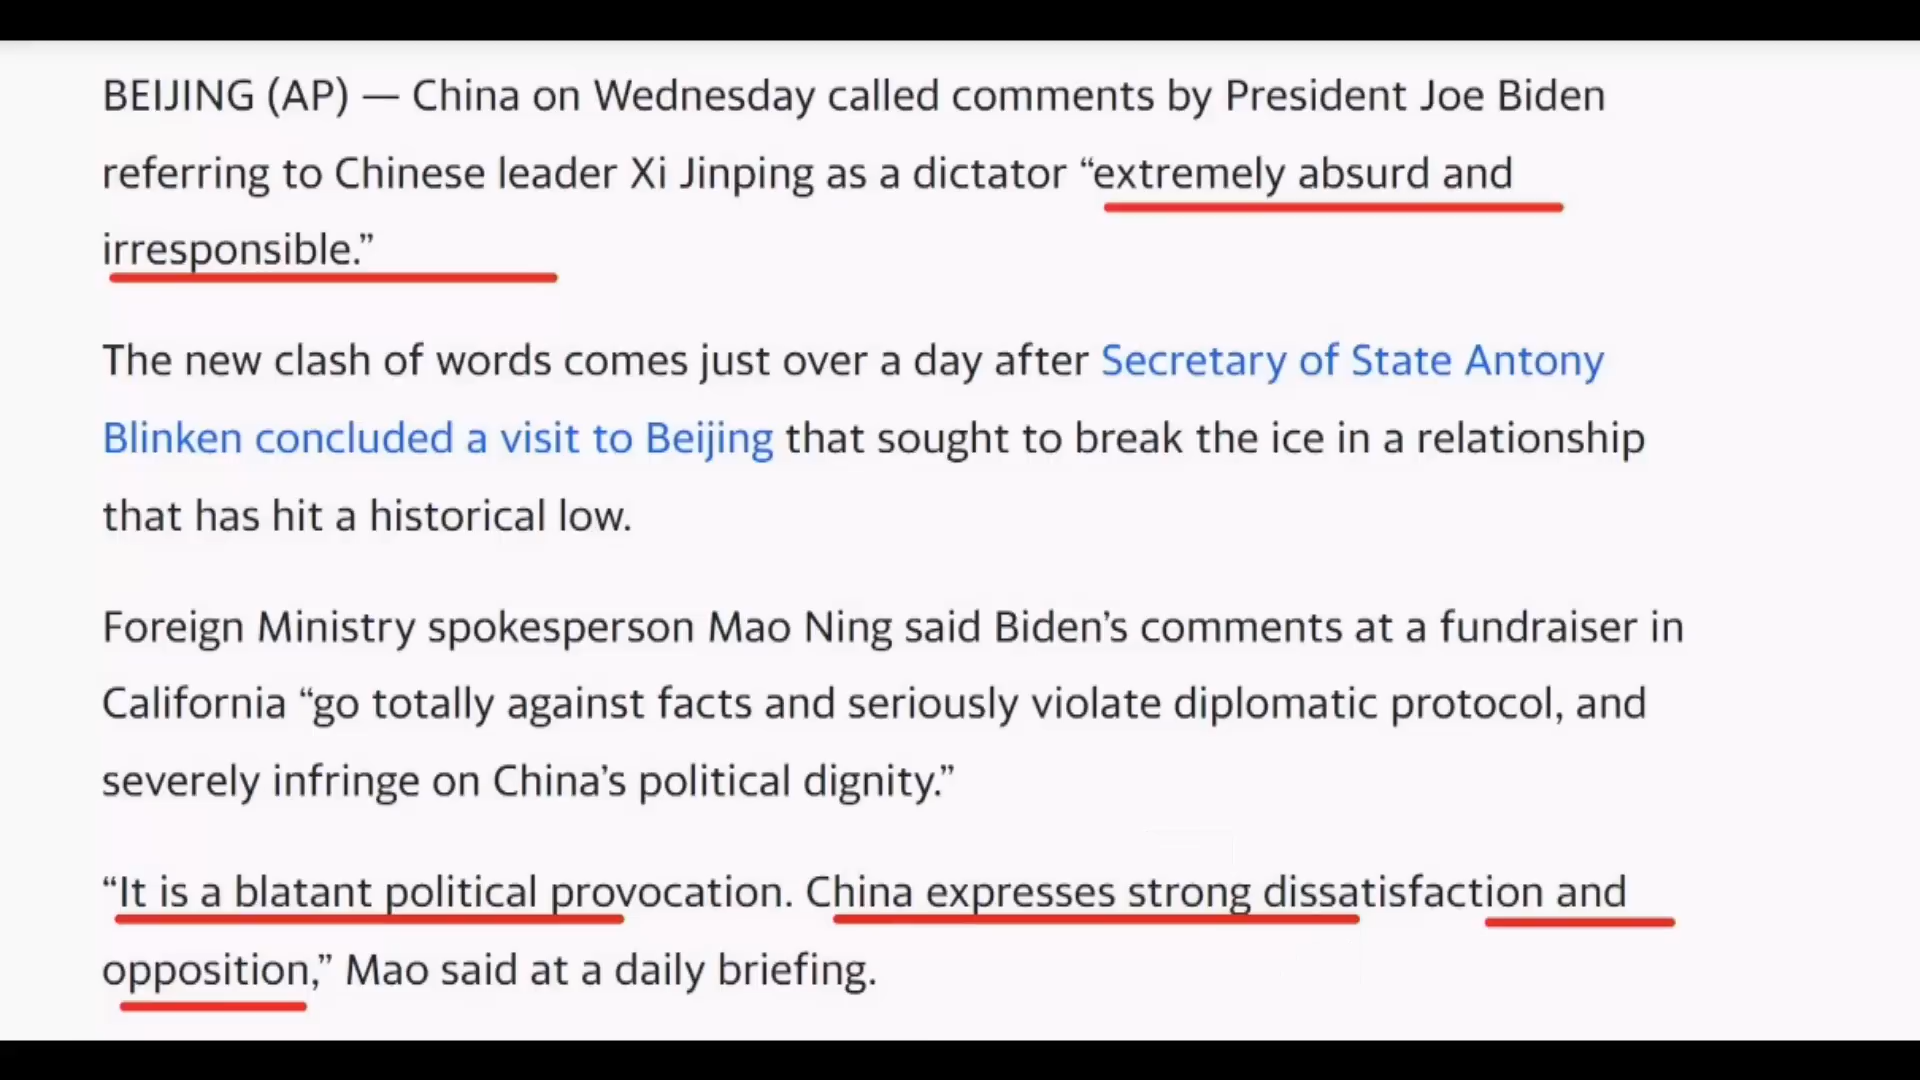 BEIJING (AP) — China on Wednesday called comments by President Joe Biden
referring to Chinese leader Xi Jinping as a dictator “extremely absurd and
irresponsible.”
The new clash of words comes just over a day after Secretary of State Antony
Blinken concluded a visit to Beijing that sought to break the ice in a relationship
that has hit a historical low.
Foreign Ministry spokesperson Mao Ning said Biden’s comments at a fundraiser in
California “go totally against facts and seriously violate diplomatic protocol, and
severely infringe on China’s political dignity.”
“It is a blatant political provocation. China expresses strong dissatisfaction and
opposition,” Mao said at a daily briefing.